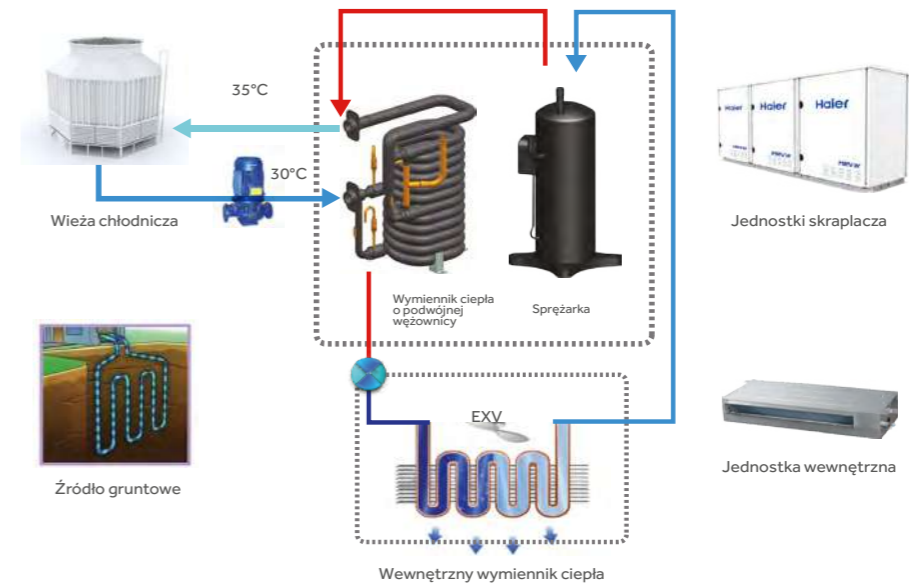 35°C
30°C
Wieża chłodnicza
Wymiennik ciepła
o podwójnej
wężownicy
Sprężarka
Haier
Haier
Haier
Jednostki skraplacza
EXV
Źródło gruntowe
Jednostka wewnętrzna
Wewnętrzny wymiennik ciepła